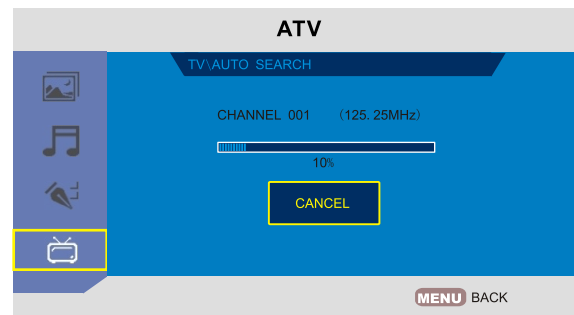 ATV
TV\AUTO SEARCH
CHANNEL 001 (125.25MHz)
10%
CANCEL
MENU BACK